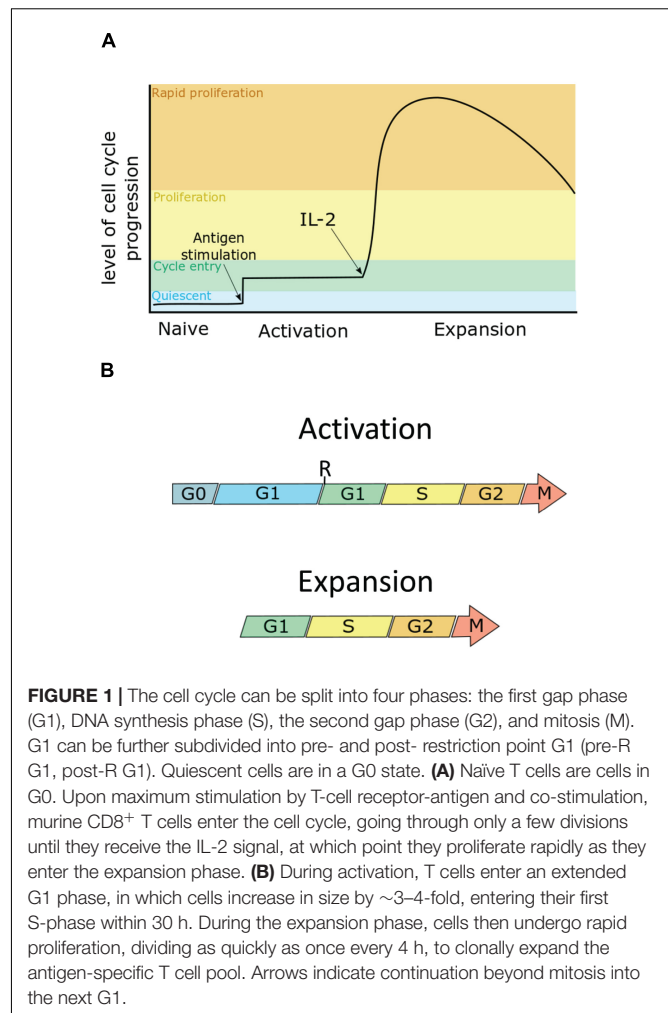 A
Rapid proliferation
level of cell cycle
progression
Proliferation
IL-2
Antigen
stimulation
Cycle entry
Quiescent
Naive
Activation
Expansion
B
Activation
R
G0 G1 G1 S G2 M
Expansion
G1 S G2 M
FIGURE 1 | The cell cycle can be split into four phases: the first gap phase
(G1), DNA synthesis phase (S), the second gap phase (G2), and mitosis (M).
G1 can be further subdivided into pre- and post- restriction point G1 (pre-R
G1, post-R G1). Quiescent cells are in a G0 state. (A) Naïve T cells are cells in
G0. Upon maximum stimulation by T-cell receptor-antigen and co-stimulation,
murine CD8+ T cells enter the cell cycle, going through only a few divisions
until they receive the IL-2 signal, at which point they proliferate rapidly as they
enter the expansion phase. (B) During activation, T cells enter an extended
G1 phase, in which cells increase in size by ~3–4-fold, entering their first
S-phase within 30 h. During the expansion phase, cells then undergo rapid
proliferation, dividing as quickly as once every 4 h, to clonally expand the
antigen-specific T cell pool. Arrows indicate continuation beyond mitosis into
the next G1.